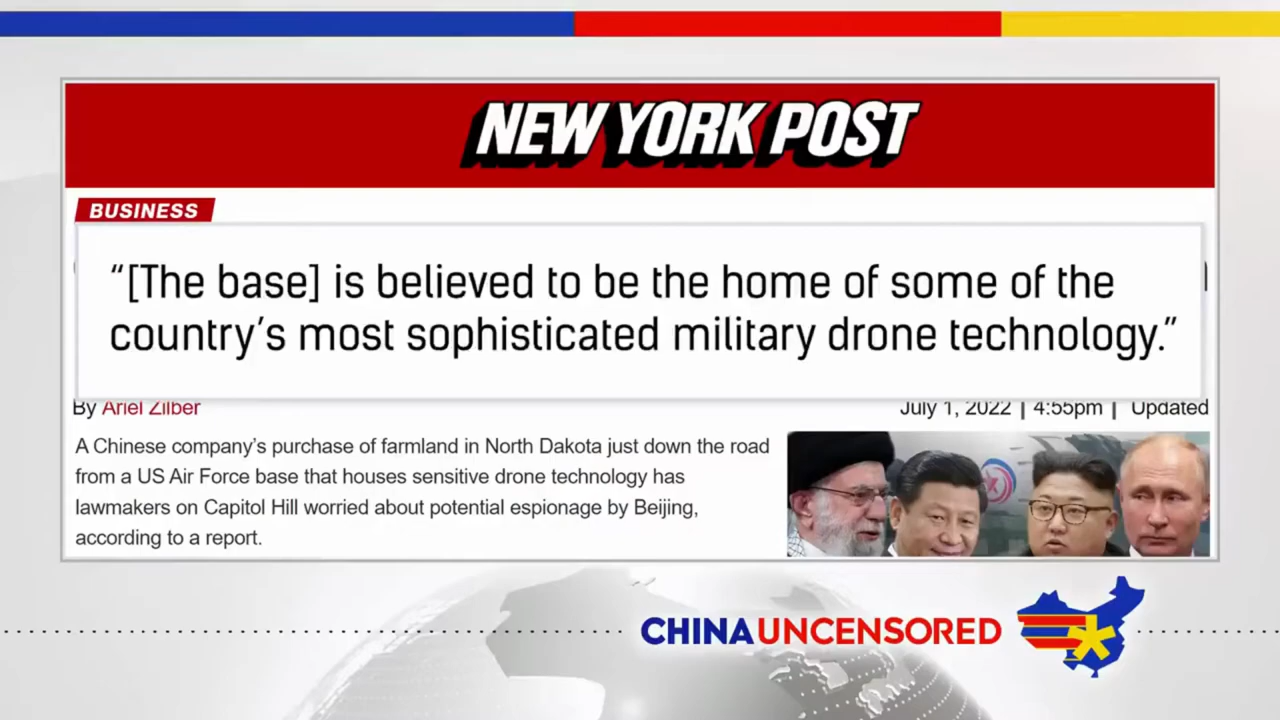 NEW YORK POST
BUSINESS
“[The base] is believed to be the home of some of the
country’s most sophisticated military drone technology.”
By Ariel Zilber
July 1, 2022 | 4:55pm | Updated
A Chinese company’s purchase of farmland in North Dakota just down the road
from a US Air Force base that houses sensitive drone technology has
lawmakers on Capitol Hill worried about potential espionage by Beijing,
according to a report.
CHINA UNCENSORED